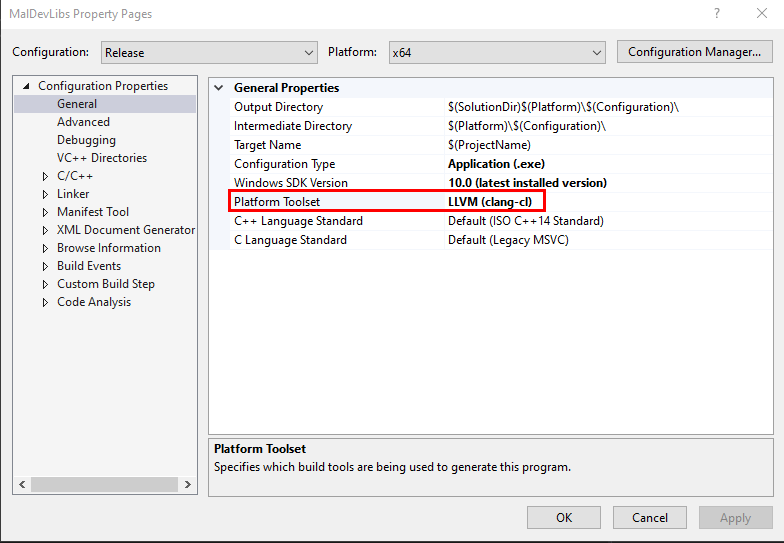 MalDevLibs Property Pages
? ×
Configuration: Release Platform: x64 Configuration Manager...
Configuration Properties
General
Advanced
Debugging
VC++ Directories
C/C++
Linker
Manifest Tool
XML Document Generator
Browse Information
Build Events
Custom Build Step
Code Analysis
General Properties
Output Directory $(SolutionDir)$(Platform)\$(Configuration)\
Intermediate Directory $(Platform)\$(Configuration)\
Target Name $(ProjectName)
Configuration Type Application (.exe)
Windows SDK Version 10.0 (latest installed version)
Platform Toolset LLVM (clang-cl)
C++ Language Standard Default (ISO C++14 Standard)
C Language Standard Default (Legacy MSVC)
Platform Toolset
Specifies which build tools are being used to generate this program.
OK Cancel Apply